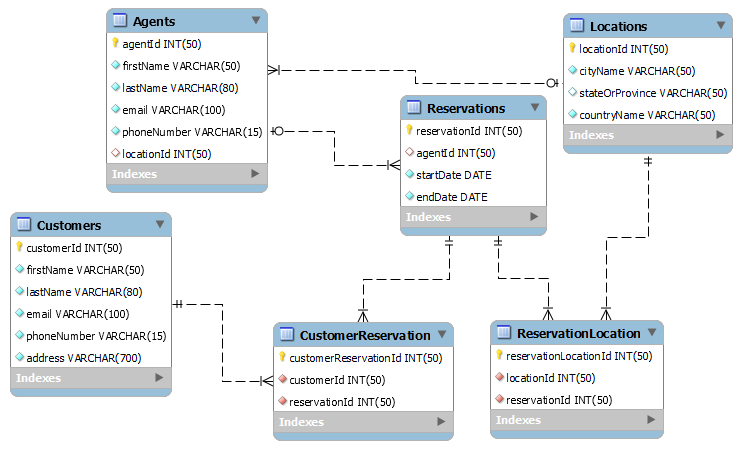 Agents
agentId INT(50)
firstName VARCHAR(50)
lastName VARCHAR(80)
email VARCHAR(100)
phoneNumber VARCHAR(15)
locationId INT(50)
Indexes
Locations
locationId INT(50)
cityName VARCHAR(50)
stateOrProvince VARCHAR(50)
countryName VARCHAR(50)
Indexes
Reservations
reservationId INT(50)
agentId INT(50)
startDate DATE
endDate DATE
Indexes
Customers
customerId INT(50)
firstName VARCHAR(50)
lastName VARCHAR(80)
email VARCHAR(100)
phoneNumber VARCHAR(15)
address VARCHAR(700)
Indexes
CustomerReservation
customerReservationId INT(50)
customerId INT(50)
reservationId INT(50)
Indexes
ReservationLocation
reservationLocationId INT(50)
locationId INT(50)
reservationId INT(50)
Indexes